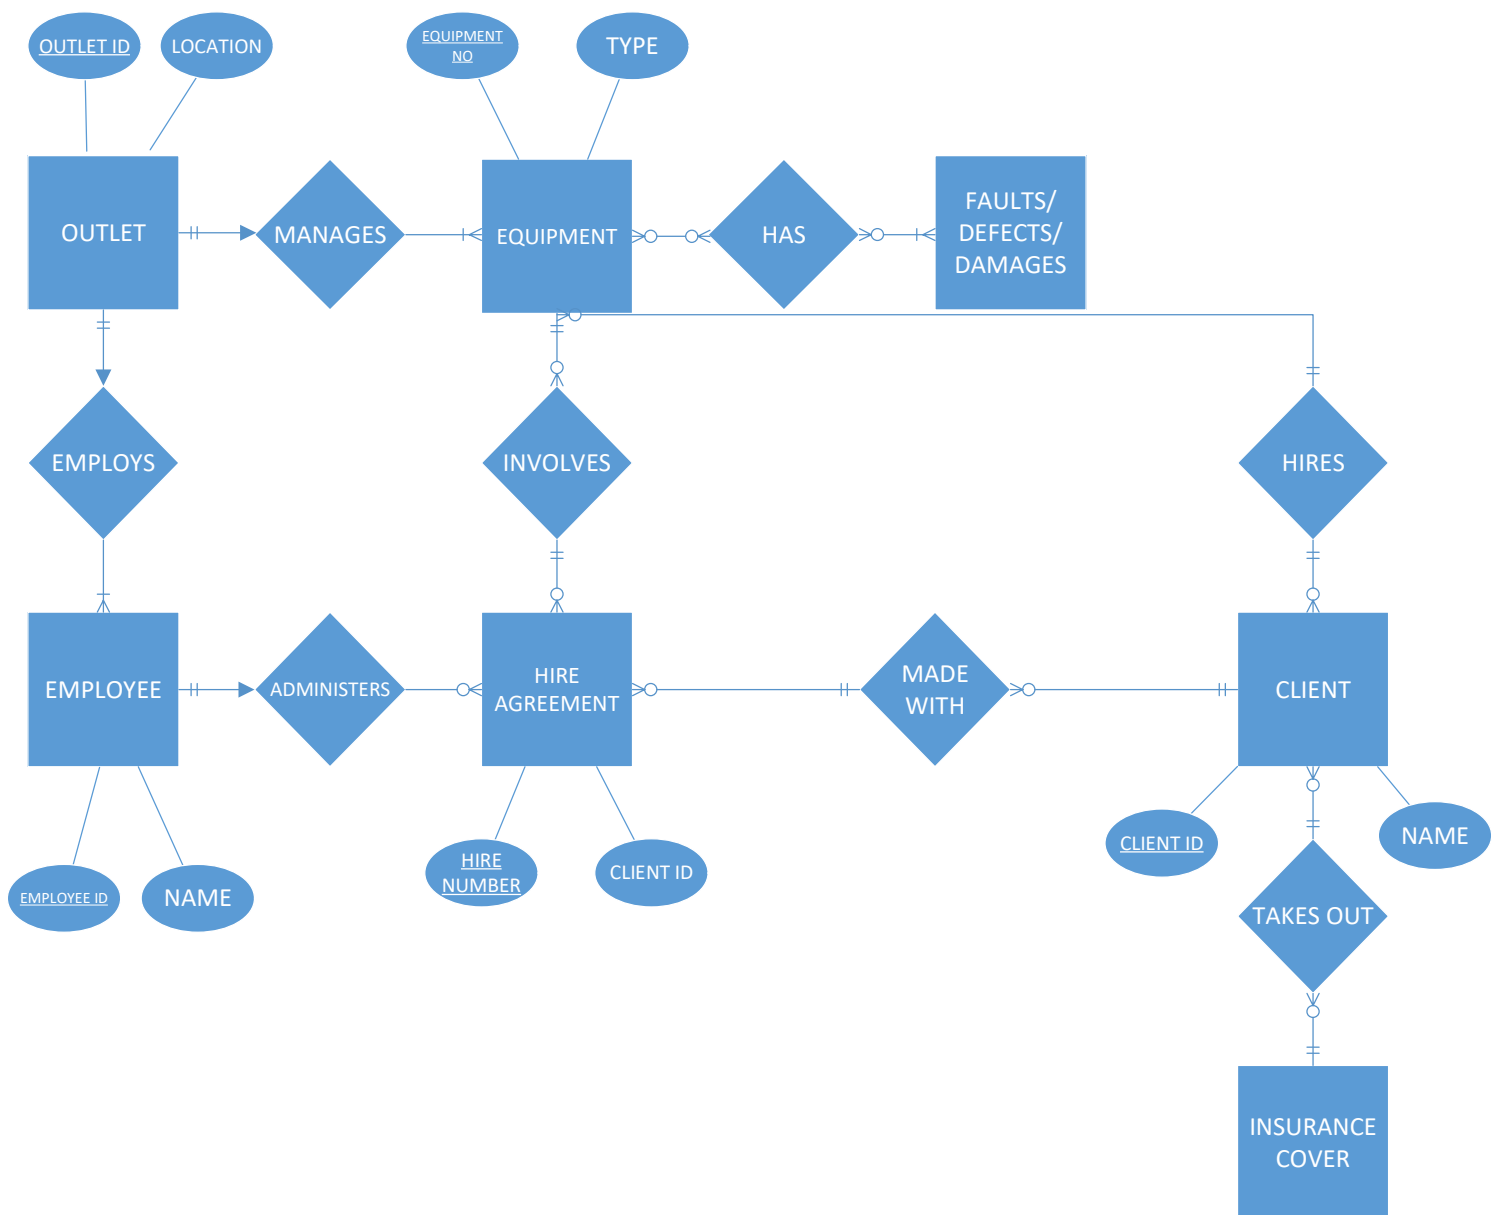 OUTLET ID
LOCATION
EQUIPMENT
NO
TYPE
OUTLET
MANAGES
EQUIPMENT
HAS
FAULTS/
DEFECTS/
DAMAGES
EMPLOYS
INVOLVES
HIRES
EMPLOYEE
ADMINISTERS
HIRE
AGREEMENT
MADE
WITH
CLIENT
EMPLOYEE ID
NAME
HIRE
NUMBER
CLIENT ID
CLIENT ID
NAME
TAKES OUT
INSURANCE
COVER